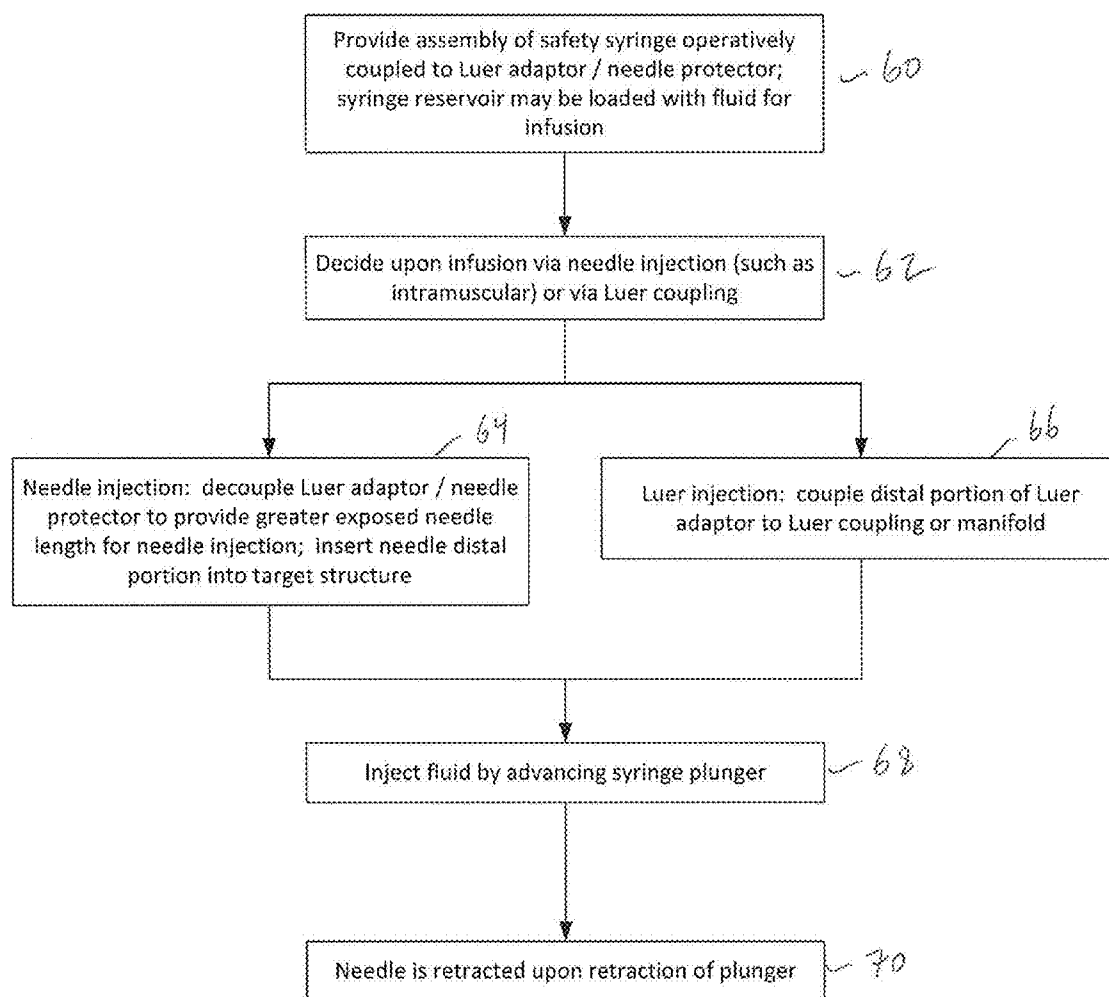 Provide assembly of safety syringe operatively
coupled to Luer adaptor / needle protector;
syringe reservoir may be loaded with fluid for
infusion
60
Decide upon infusion via needle injection (such as
intramuscular) or via Luer coupling
62
64
Needle injection: decouple Luer adaptor / needle
protector to provide greater exposed needle
length for needle injection; insert needle distal
portion into target structure
66
Luer injection: couple distal portion of Luer
adaptor to Luer coupling or manifold
Inject fluid by advancing syringe plunger
68
Needle is retracted upon retraction of plunger
70